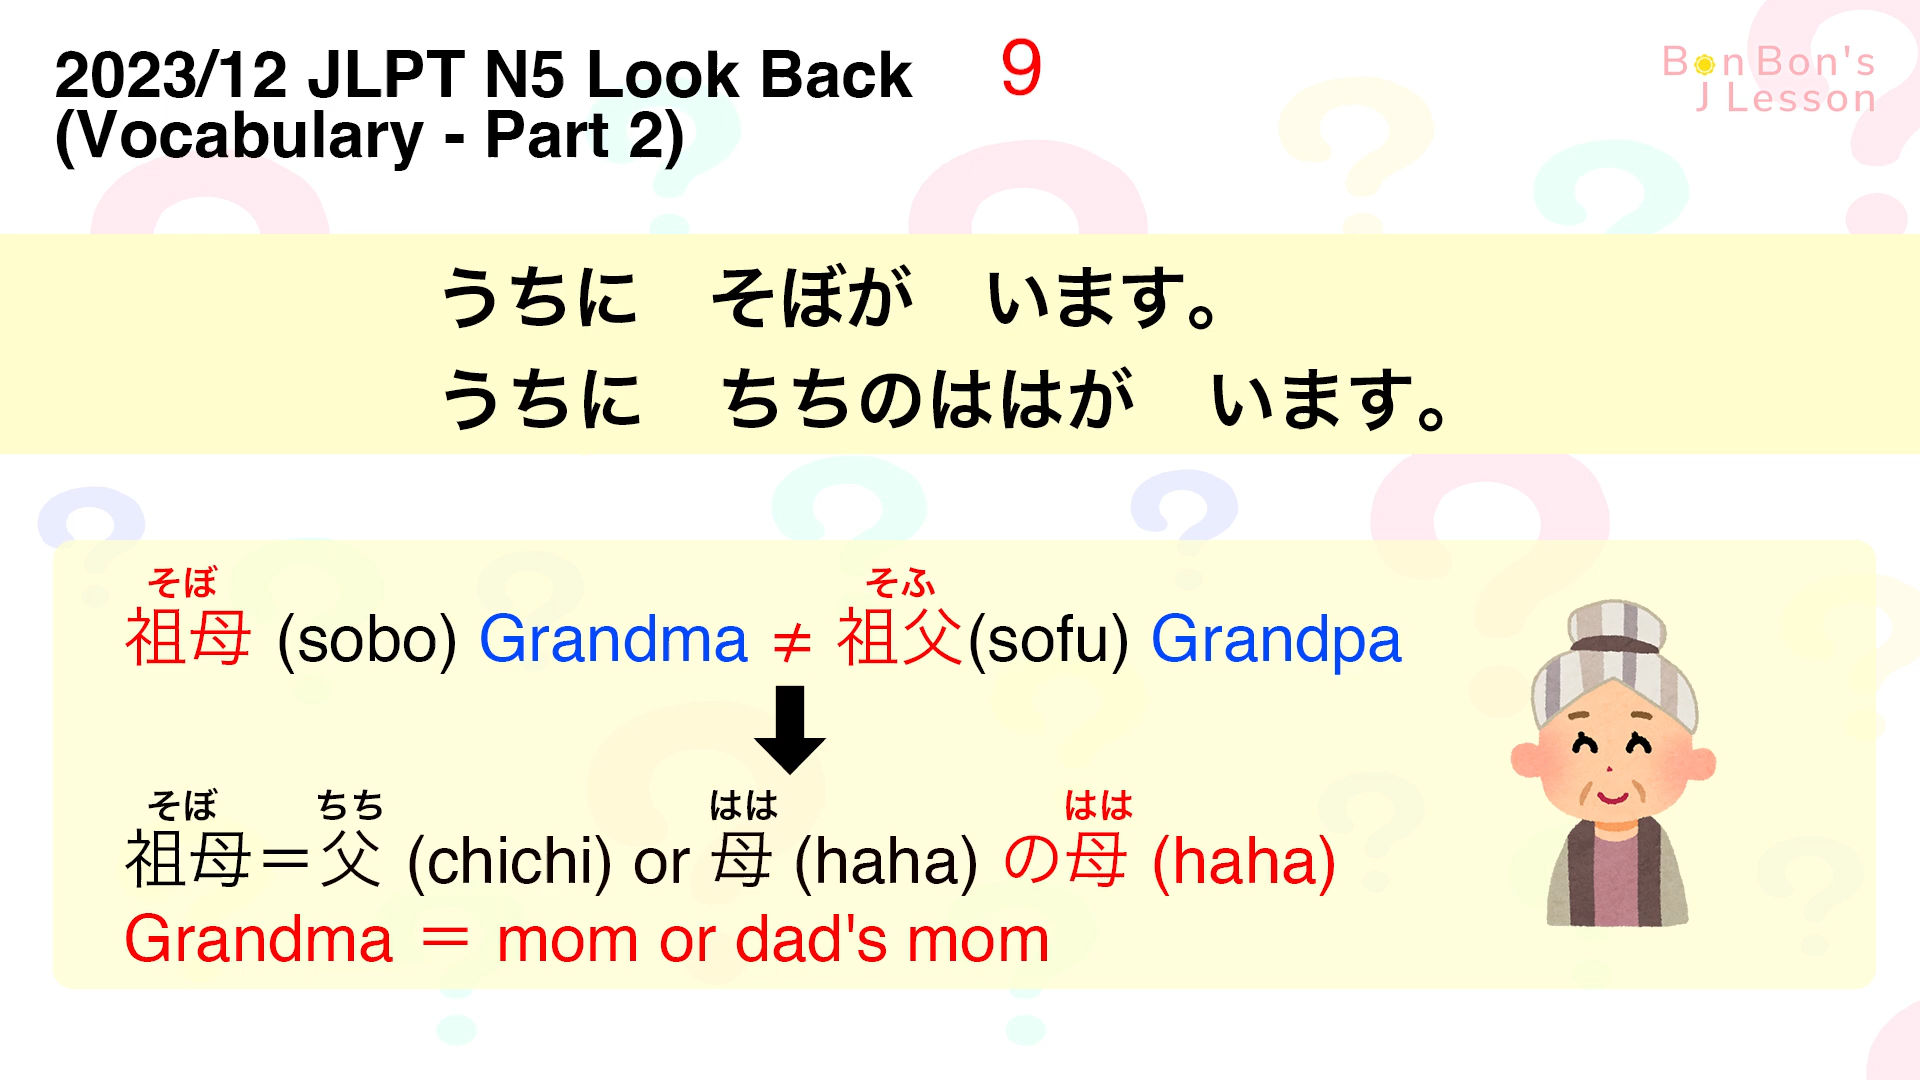 2023/12 JLPT N5 Look Back 9
(Vocabulary - Part 2)
BonBon's
J Lesson
うちに　そぼが　います。
うちに　ちちのははが　います。
そぼ そふ
祖母 (sobo) Grandma ≠ 祖父(sofu) Grandpa
そぼ ちち はは はは
祖母＝父 (chichi) or 母 (haha) の母 (haha)
Grandma ＝ mom or dad's mom